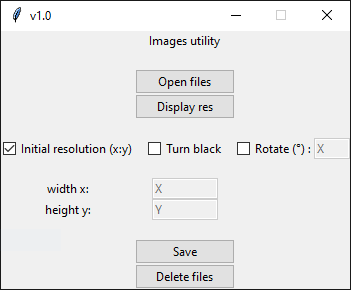 v1.0
Images utility
Open files
Display res
Initial resolution (x:y) Turn black Rotate (°) : X
width x: X
height y: Y
Save
Delete files